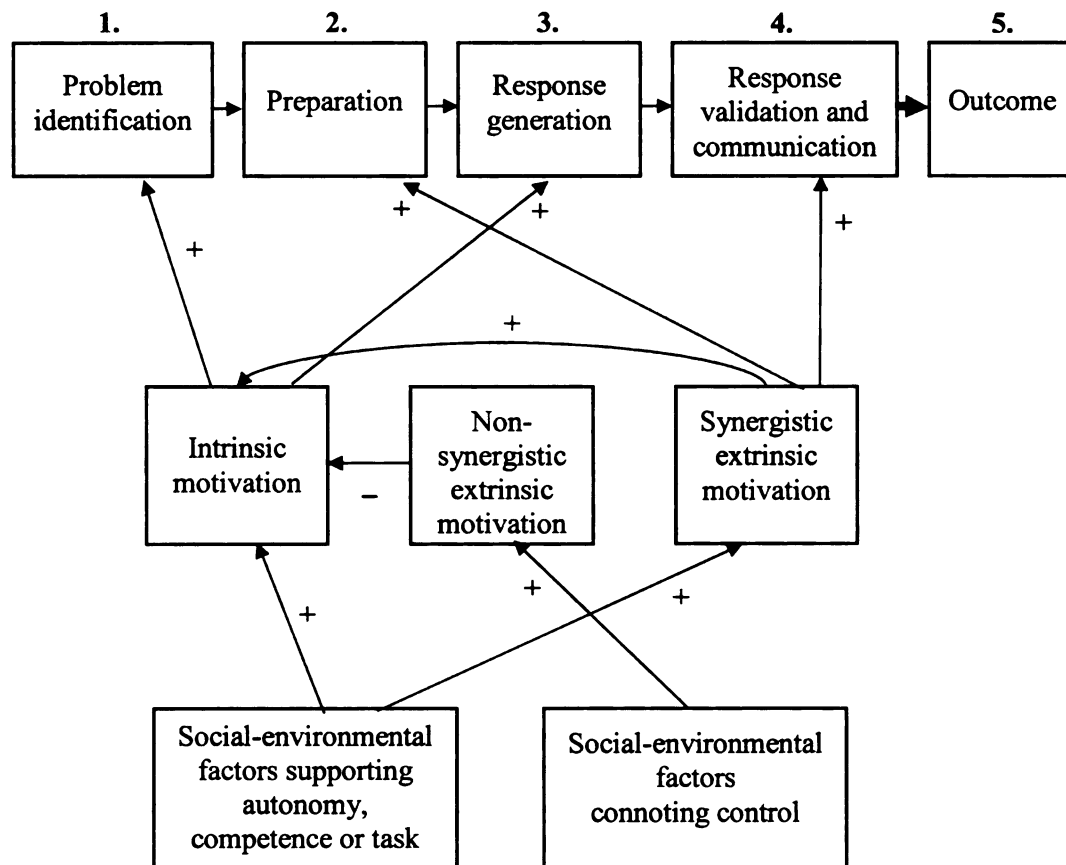 1.
2.
3.
4.
5.
Problem
identification
Preparation
Response
generation
Response
validation and
communication
Outcome
+
+
+
+
+
Intrinsic
motivation
−
Non-
synergistic
extrinsic
motivation
Synergistic
extrinsic
motivation
+
+
+
Social-environmental
factors supporting
autonomy,
competence or task
Social-environmental
factors
connoting control